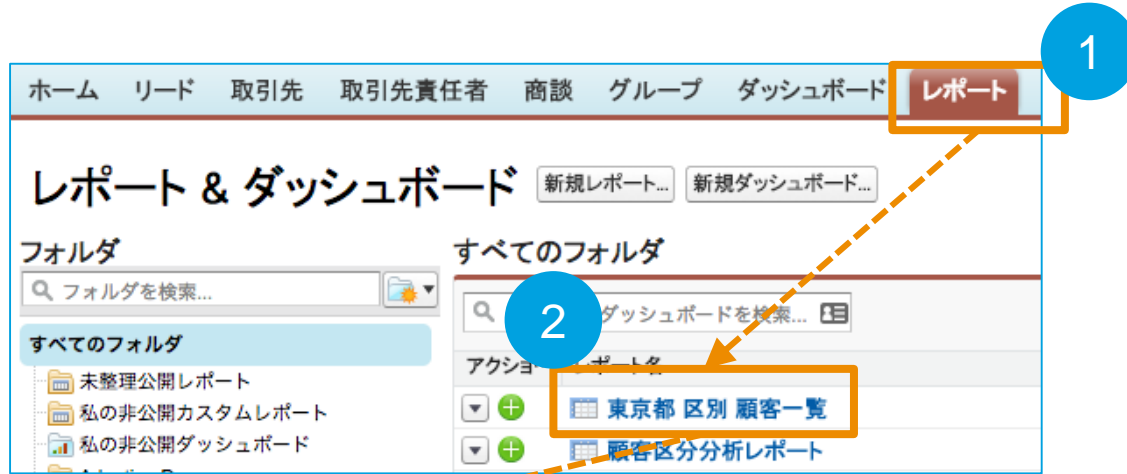 1
ホーム リード 取引先 取引先責任者 商談 グループ ダッシュボード レポート
レポート & ダッシュボード 新規レポート... 新規ダッシュボード...
フォルダ
すべてのフォルダ
フォルダを検索...
2
ダッシュボードを検索...
すべてのフォルダ
アクショ レポート名
未整理公開レポート
私の非公開カスタムレポート
私の非公開ダッシュボード
東京都 区別 顧客一覧
顧客区分分析レポート